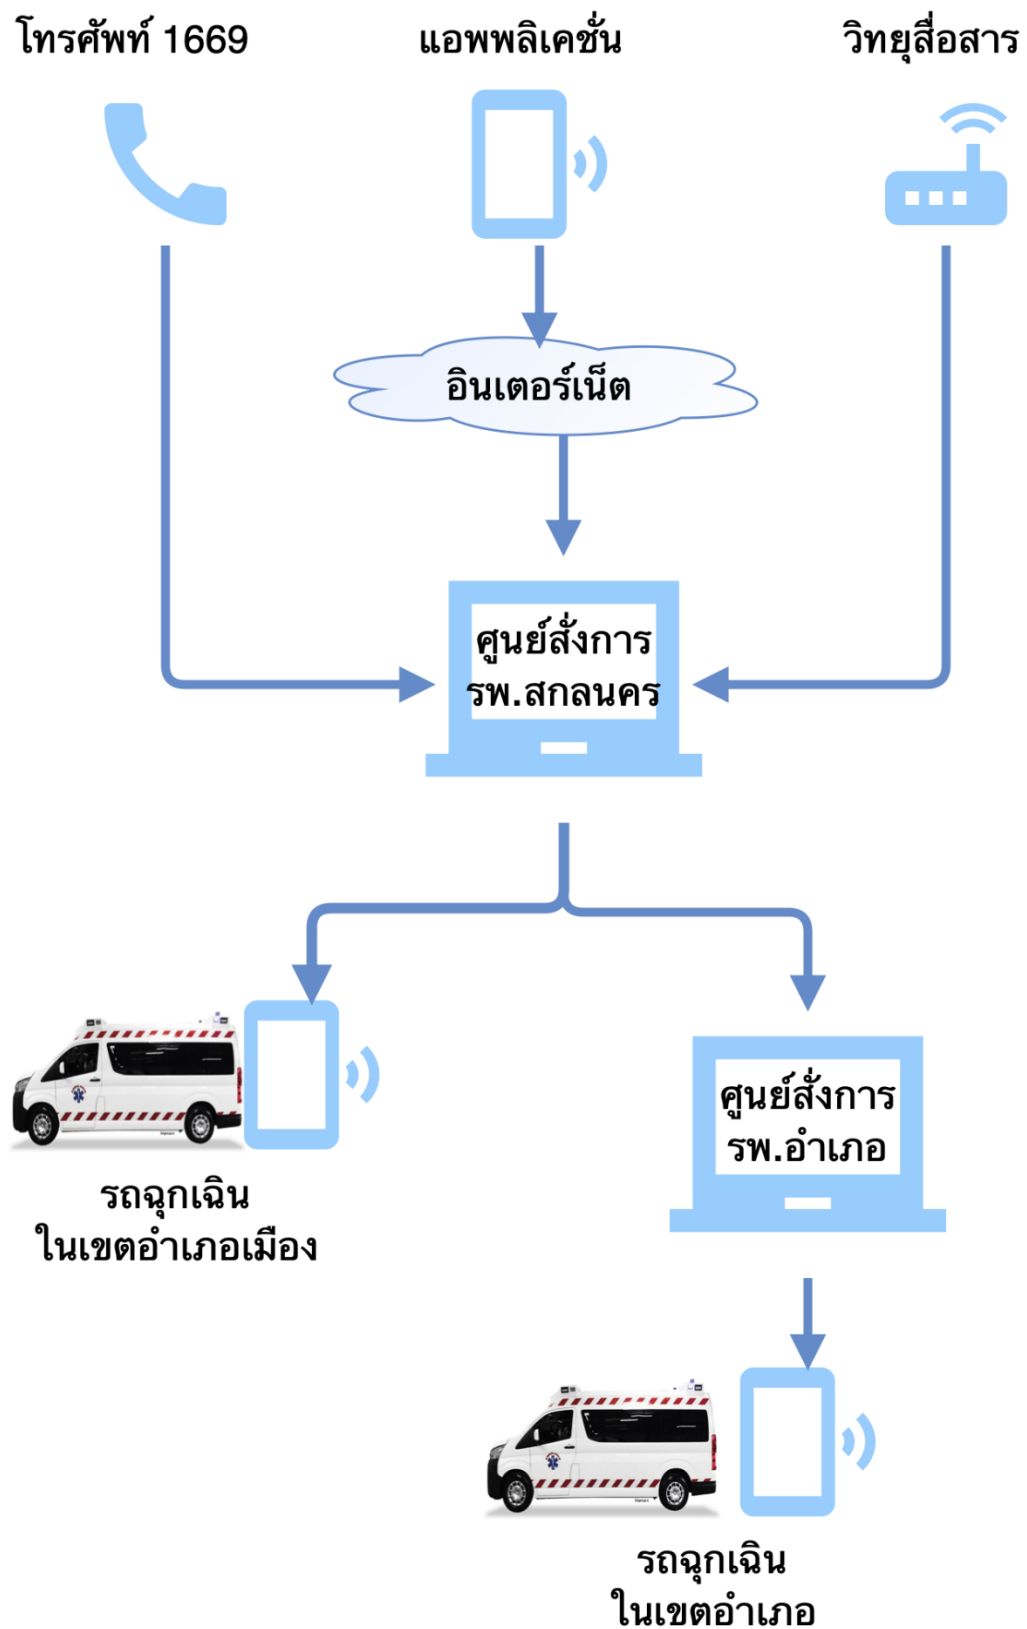 โทรศัพท์ 1669
แอพพลิเคชั่น
วิทยุสื่อสาร
อินเตอร์เน็ต
ศูนย์สั่งการ
รพ.สกลนคร
รถฉุกเฉิน
ในเขตอำเภอเมือง
ศูนย์สั่งการ
รพ.อำเภอ
รถฉุกเฉิน
ในเขตอำเภอ